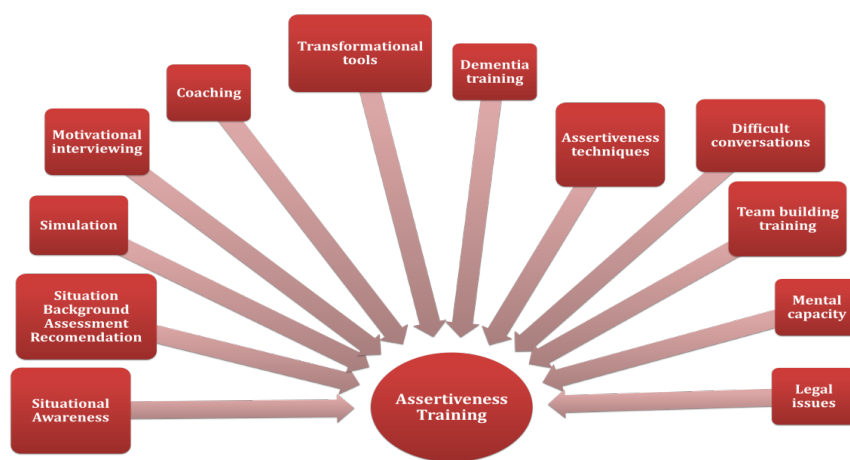 Transformational
tools
Dementia
training
Coaching
Assertiveness
techniques
Difficult
conversations
Motivational
interviewing
Team building
training
Simulation
Situation
Background
Assessment
Recomendation
Mental
capacity
Situational
Awareness
Assertiveness
Training
Legal
issues